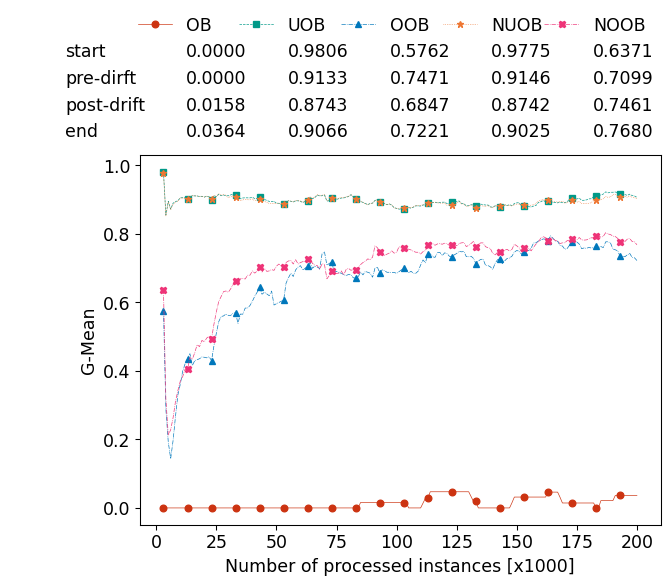 OB UOB OOB NUOB NOOB
start 0.0000 0.9806 0.5762 0.9775 0.6371
pre-dirft 0.0000 0.9133 0.7471 0.9146 0.7099
post-drift 0.0158 0.8743 0.6847 0.8742 0.7461
end 0.0364 0.9066 0.7221 0.9025 0.7680
1.0
0.8
0.6
0.4
0.2
0.0
G-Mean
0 25 50 75 100 125 150 175 200
Number of processed instances [x1000]